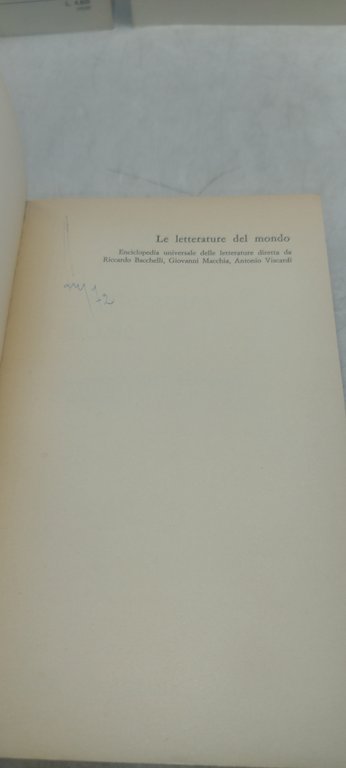 Le letterature del mondo
Enciclopedia universale delle letterature diretta da
Riccardo Bacchelli, Giovanni Macchia, Antonio Viscardi